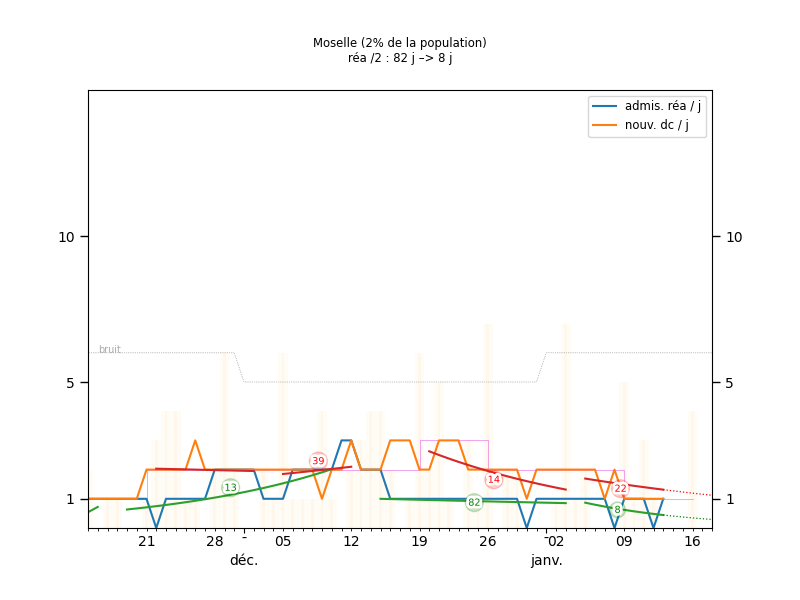 Moselle (2% de la population)
réa /2 : 82 j –> 8 j
admis. réa / j
nouv. dc / j
10 10
bruit
5 5
39
14
13
22
82
8
1 1
21 28 - 05 12 19 26 - 02 09 16
déc. janv.